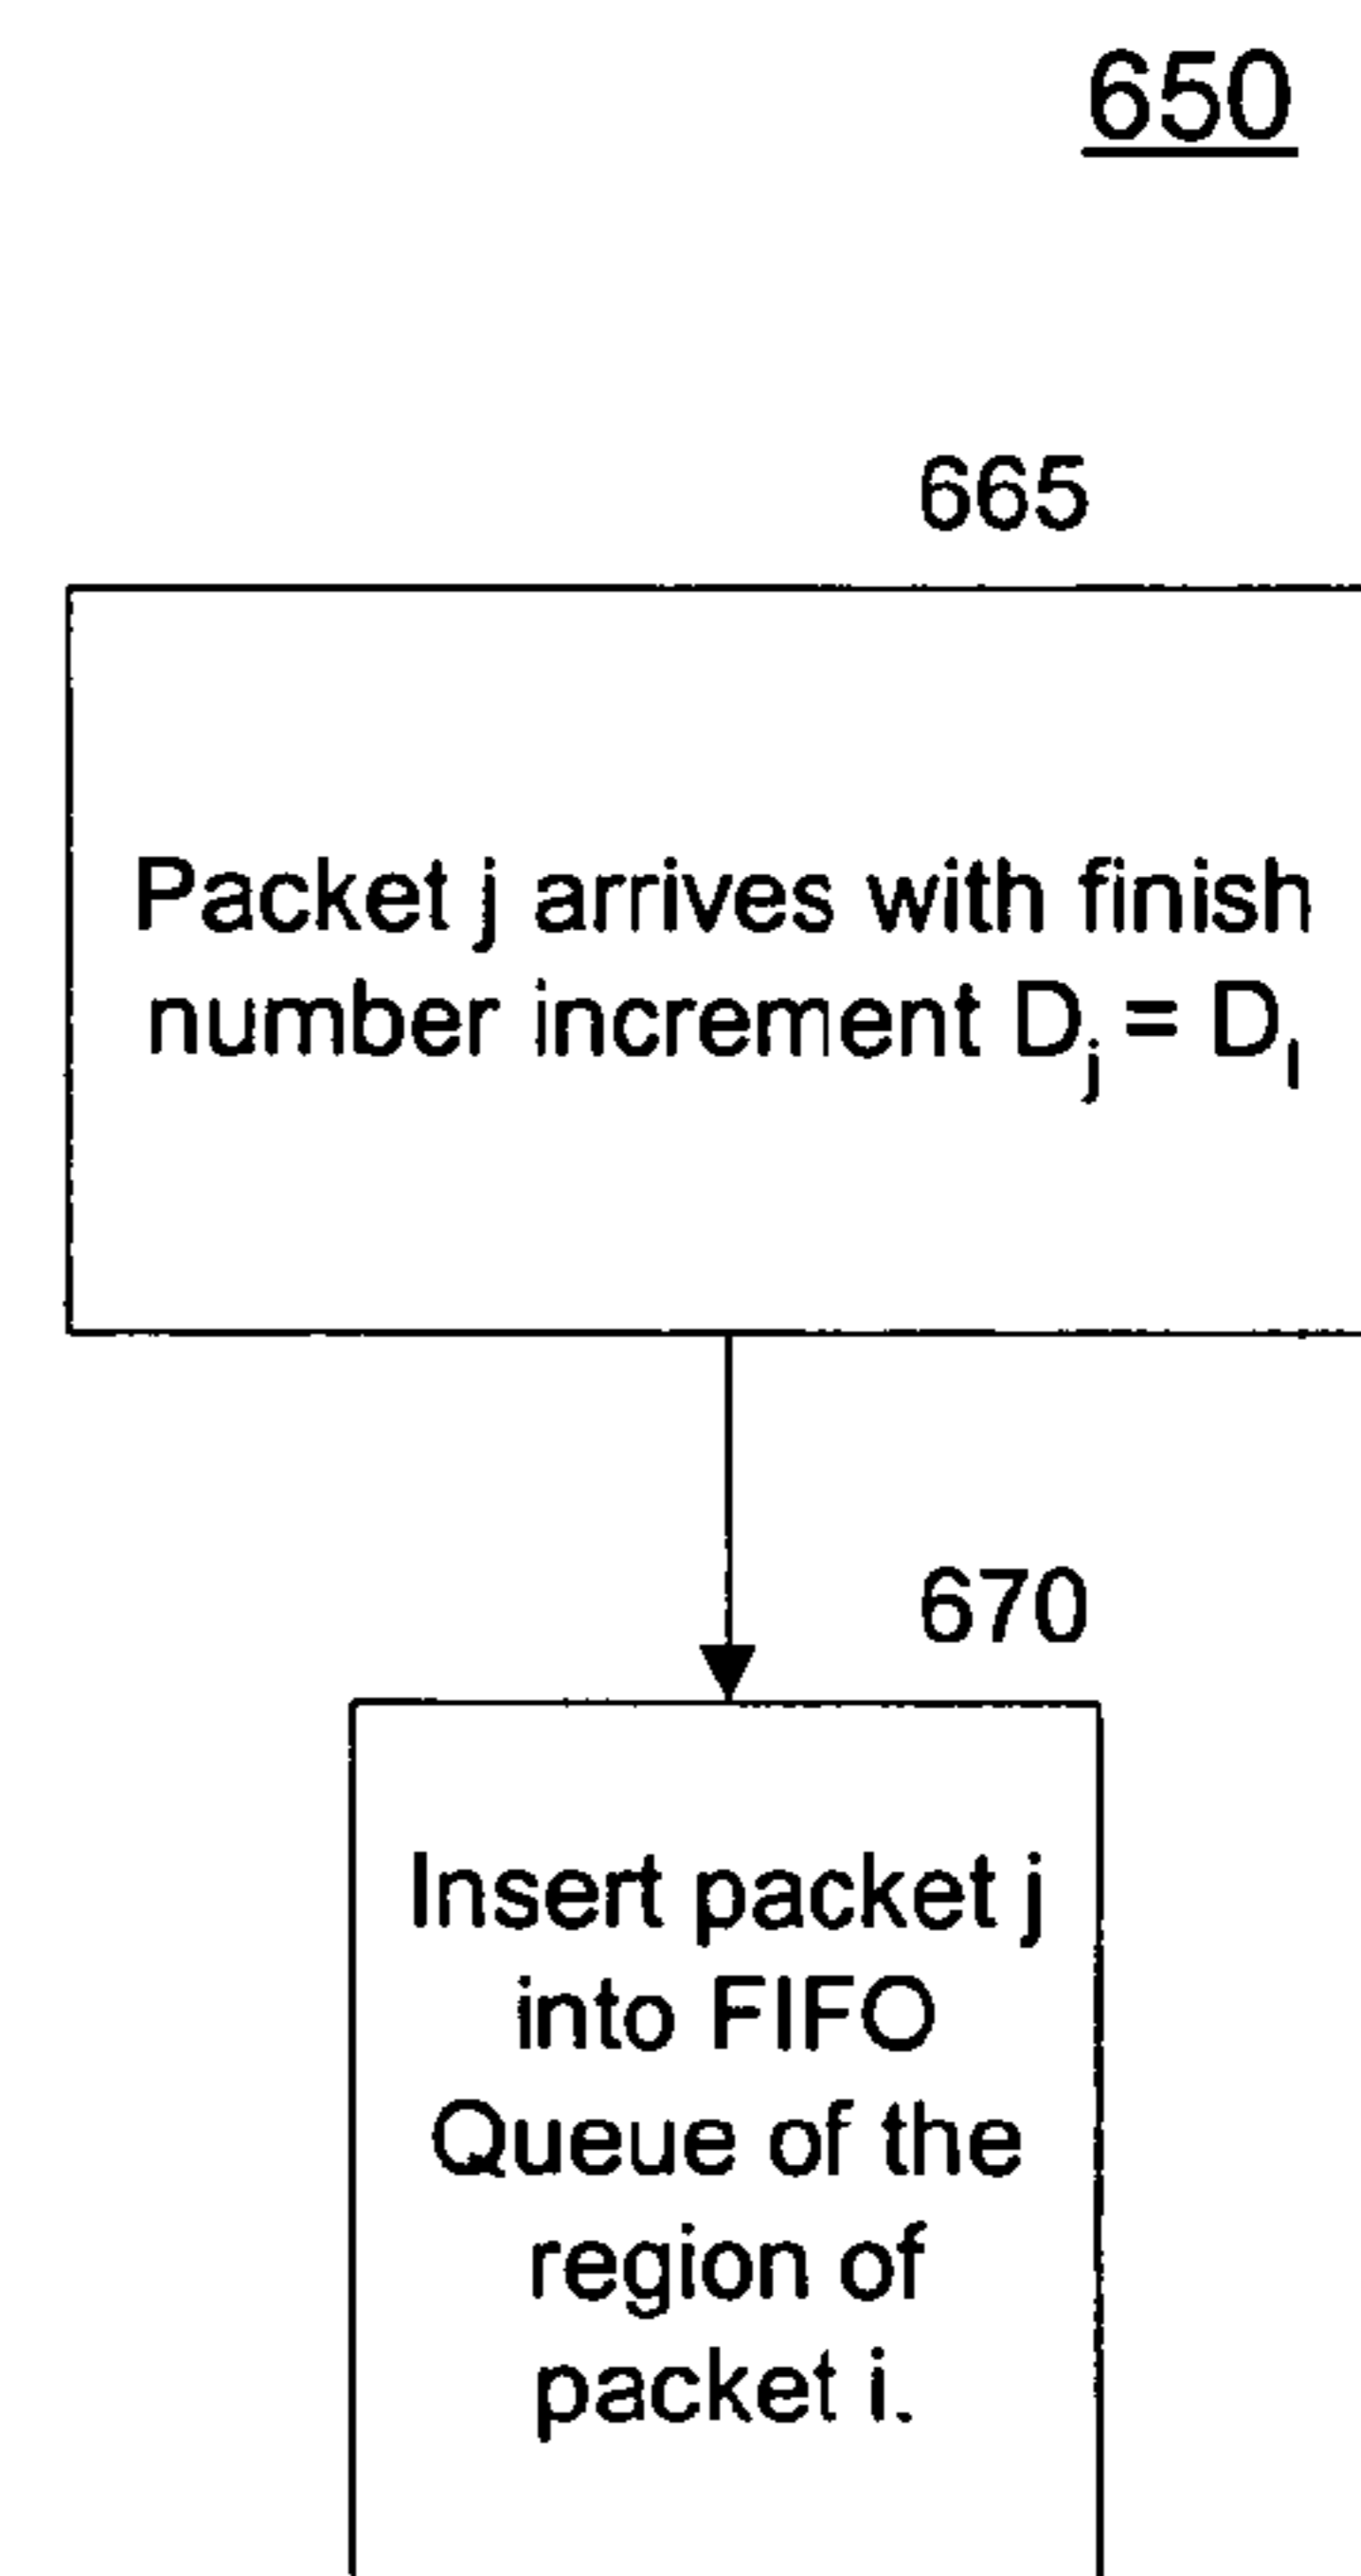 650
665
Packet j arrives with finish
number increment Dj = Di
670
Insert packet j
into FIFO
Queue of the
region of
packet i.